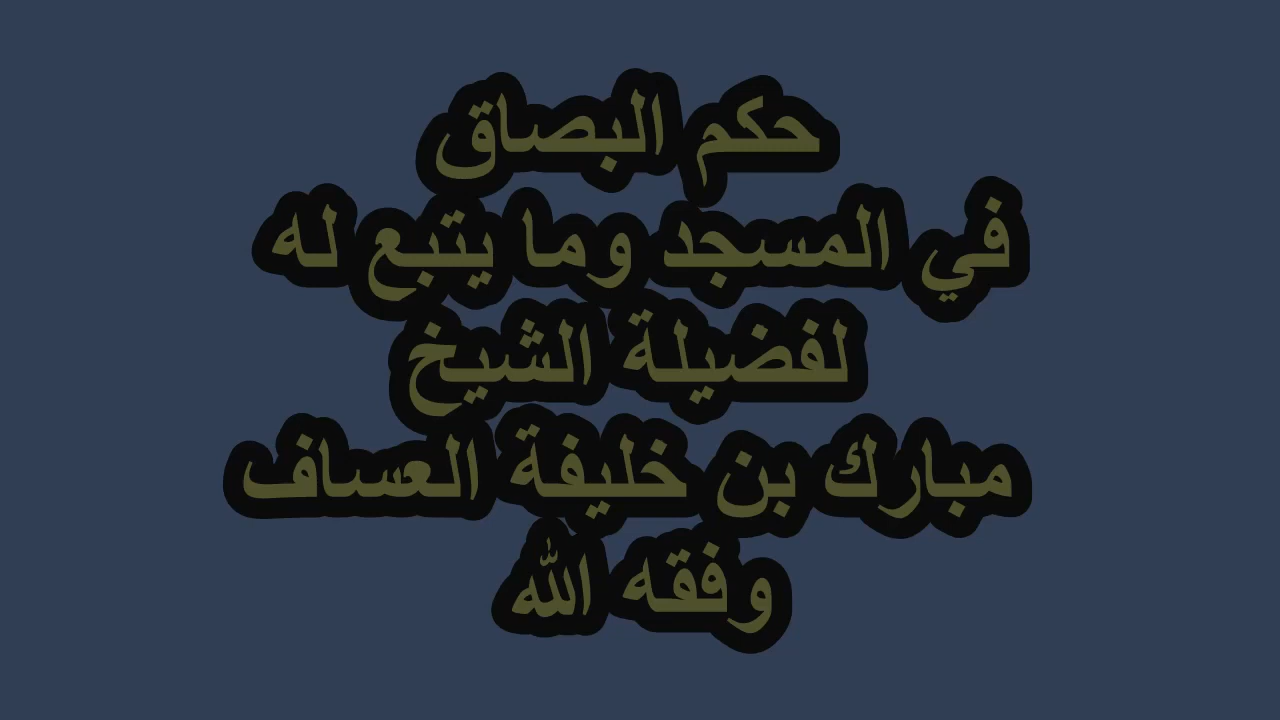 حكم البصاق
في المسجد وما يتبع له
لفضيلة الشيخ
مبارك بن خليفة العساف
وفقه الله